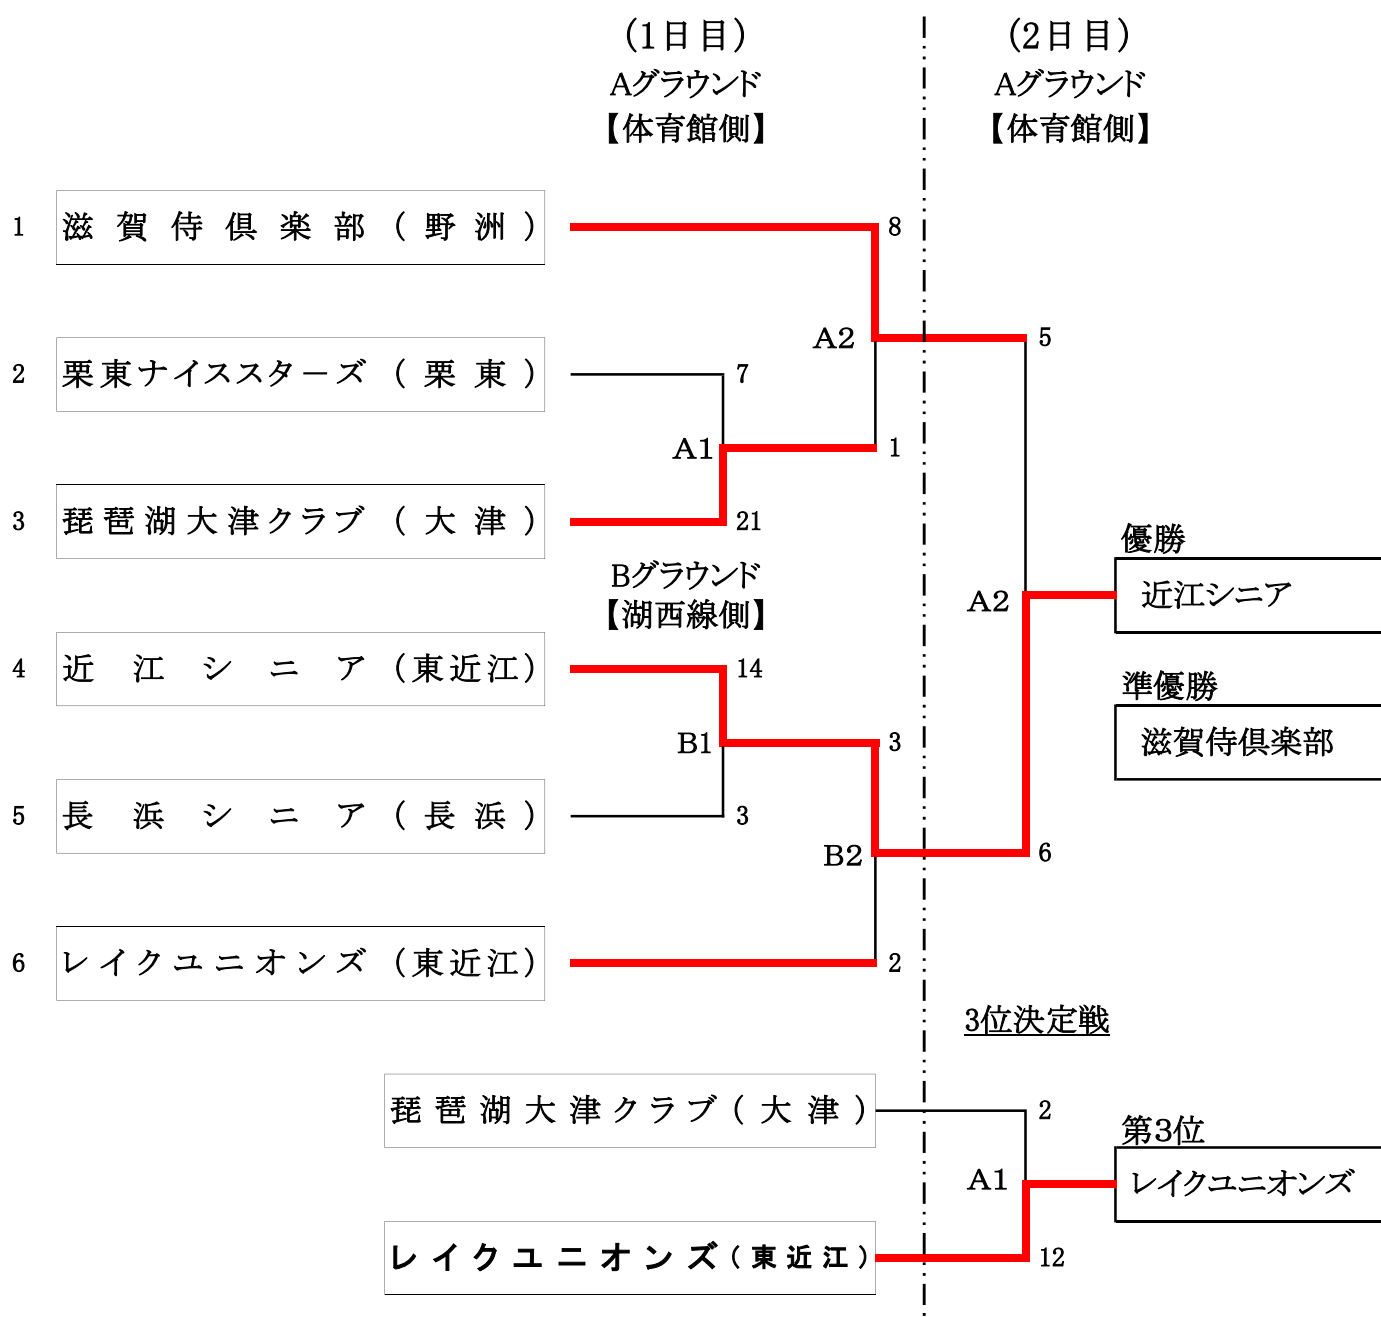 (1日目)
(2日目)
Aグラウンド
Aグラウンド
【体育館側】
【体育館側】
1 滋賀侍倶楽部(野洲) 8
A2 5
2 栗東ナイススターズ(栗東) 7
A1 1
3 琵琶湖大津クラブ(大津) 21
優勝
Bグラウンド
A2 近江シニア
【湖西線側】
4 近江シニア(東近江) 14
準優勝
B1 3 滋賀侍倶楽部
5 長浜シニア(長浜) 3
B2 6
6 レイクユニオンズ(東近江) 2
3位決定戦
琵琶湖大津クラブ(大津) 2
第3位
A1 レイクユニオンズ
レイクユニオンズ(東近江) 12